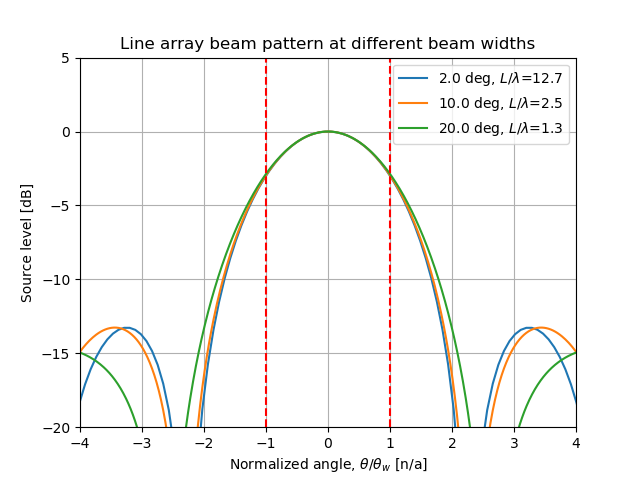 Line array beam pattern at different beam widths
5
0
−5
−10
−15
−20
Source level [dB]
2.0 deg, L/λ=12.7
10.0 deg, L/λ=2.5
20.0 deg, L/λ=1.3
−4 −3 −2 −1 0 1 2 3 4
Normalized angle, θ/θ_w [n/a]